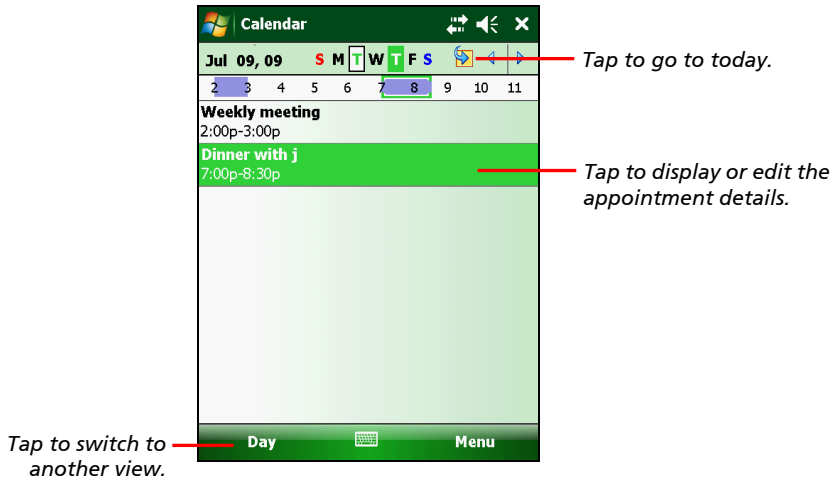 Calendar
Jul 09, 09 S M T W T F S
Tap to go to today.
2 3 4 5 6 7 8 9 10 11
Weekly meeting
2:00p-3:00p
Dinner with j
7:00p-8:30p
Tap to display or edit the
appointment details.
Tap to switch to
another view.
Day Menu